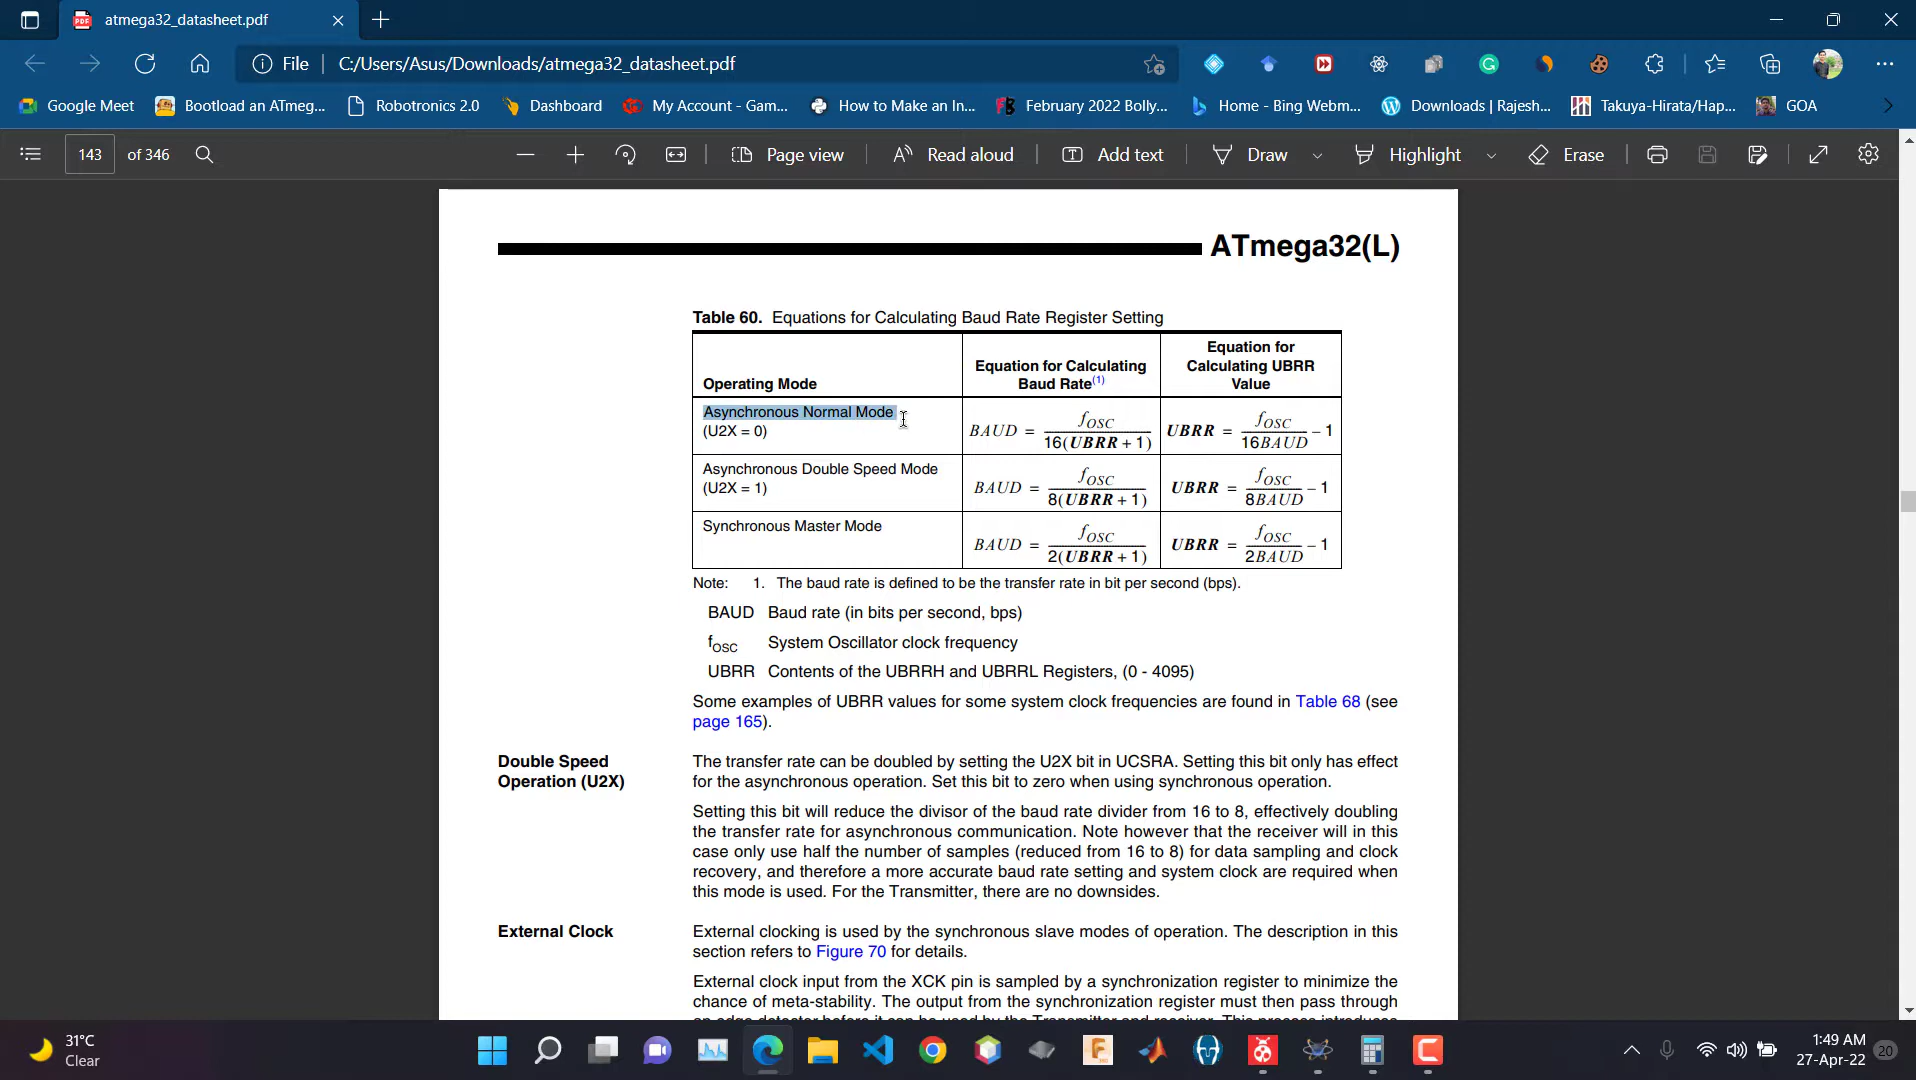 atmega32_datasheet.pdf
File
C:/Users/Asus/Downloads/atmega32_datasheet.pdf
Google Meet
Bootload an ATmeg...
Robotronics 2.0
Dashboard
My Account - Gam...
How to Make an In...
February 2022 Bolly...
Home - Bing Webm...
Downloads | Rajesh...
Takuya-Hirata/Hap...
GOA
143 of 346
Page view
Read aloud
Add text
Draw
Highlight
Erase
ATmega32(L)
Table 60. Equations for Calculating Baud Rate Register Setting
Operating Mode
Equation for Calculating
Baud Rate(1)
Equation for
Calculating UBRR
Value
Asynchronous Normal Mode
(U2X = 0)
BAUD = fOSC / 16(UBRR + 1)
UBRR = fOSC / 16BAUD – 1
Asynchronous Double Speed Mode
(U2X = 1)
BAUD = fOSC / 8(UBRR + 1)
UBRR = fOSC / 8BAUD – 1
Synchronous Master Mode
BAUD = fOSC / 2(UBRR + 1)
UBRR = fOSC / 2BAUD – 1
Note: 1. The baud rate is defined to be the transfer rate in bit per second (bps).
BAUD Baud rate (in bits per second, bps)
fOSC System Oscillator clock frequency
UBRR Contents of the UBRRH and UBRRL Registers, (0 - 4095)
Some examples of UBRR values for some system clock frequencies are found in Table 68 (see
page 165).
Double Speed
Operation (U2X)
The transfer rate can be doubled by setting the U2X bit in UCSRA. Setting this bit only has effect
for the asynchronous operation. Set this bit to zero when using synchronous operation.
Setting this bit will reduce the divisor of the baud rate divider from 16 to 8, effectively doubling
the transfer rate for asynchronous communication. Note however that the receiver will in this
case only use half the number of samples (reduced from 16 to 8) for data sampling and clock
recovery, and therefore a more accurate baud rate setting and system clock are required when
this mode is used. For the Transmitter, there are no downsides.
External Clock
External clocking is used by the synchronous slave modes of operation. The description in this
section refers to Figure 70 for details.
External clock input from the XCK pin is sampled by a synchronization register to minimize the
chance of meta-stability. The output from the synchronization register must then pass through
31°C
Clear
1:49 AM
27-Apr-22
20